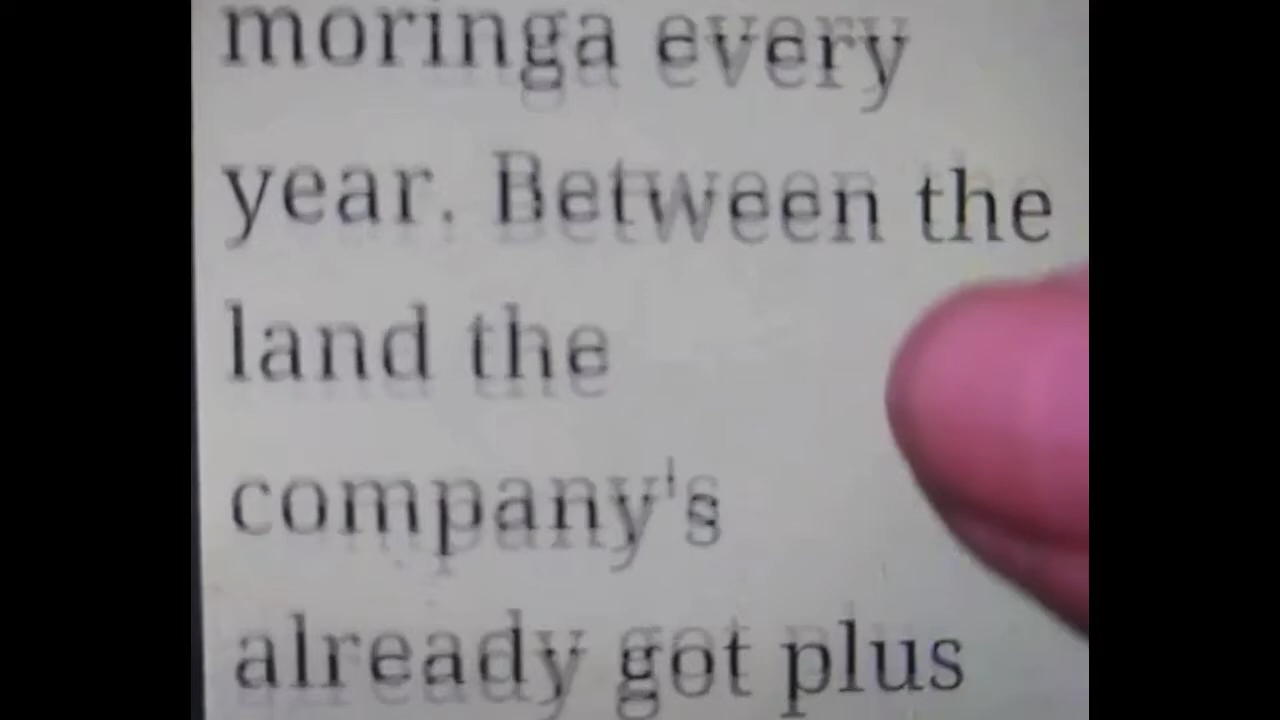 moringa every
year. Between the
land the
company's
already got plus